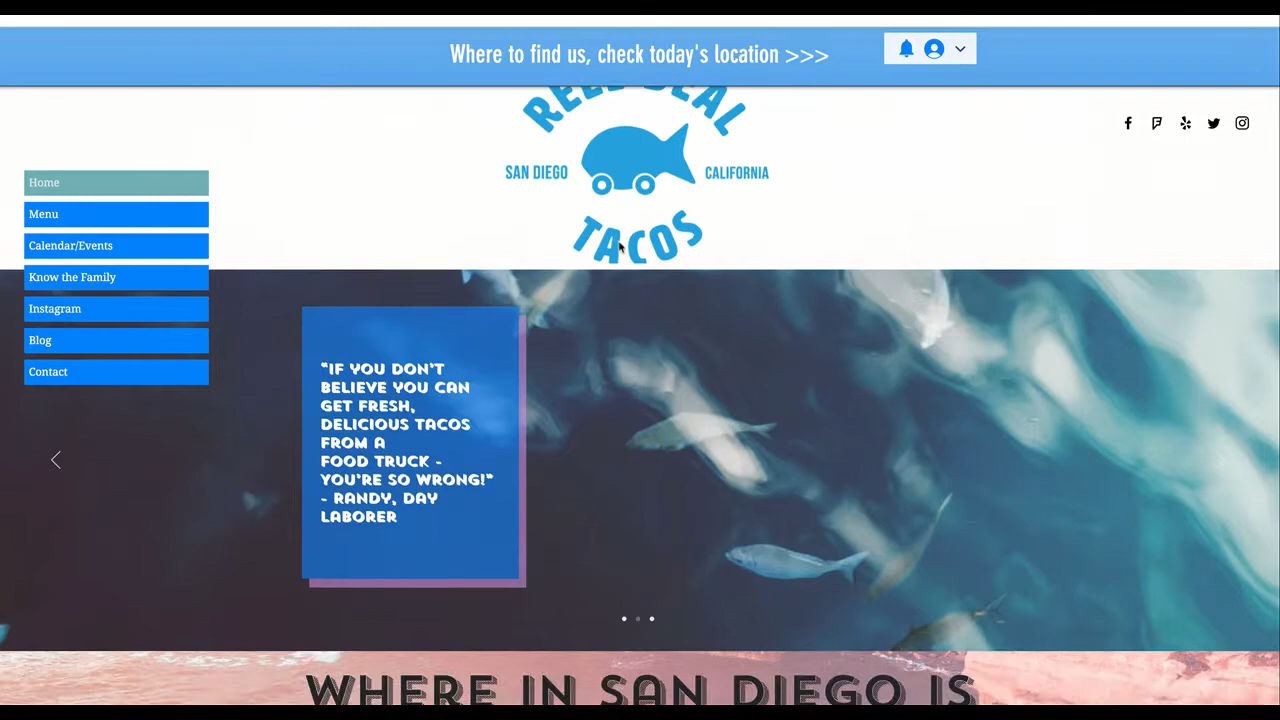 Where to find us, check today's location >>>
REEL DEAL
SAN DIEGO
CALIFORNIA
TACOS
Home
Menu
Calendar/Events
Know the Family
Instagram
Blog
Contact
"IF YOU DON'T
BELIEVE YOU CAN
GET FRESH,
DELICIOUS TACOS
FROM A
FOOD TRUCK -
YOU'RE SO WRONG!"
- RANDY, DAY
LABORER
WHERE IN SAN DIEGO IS